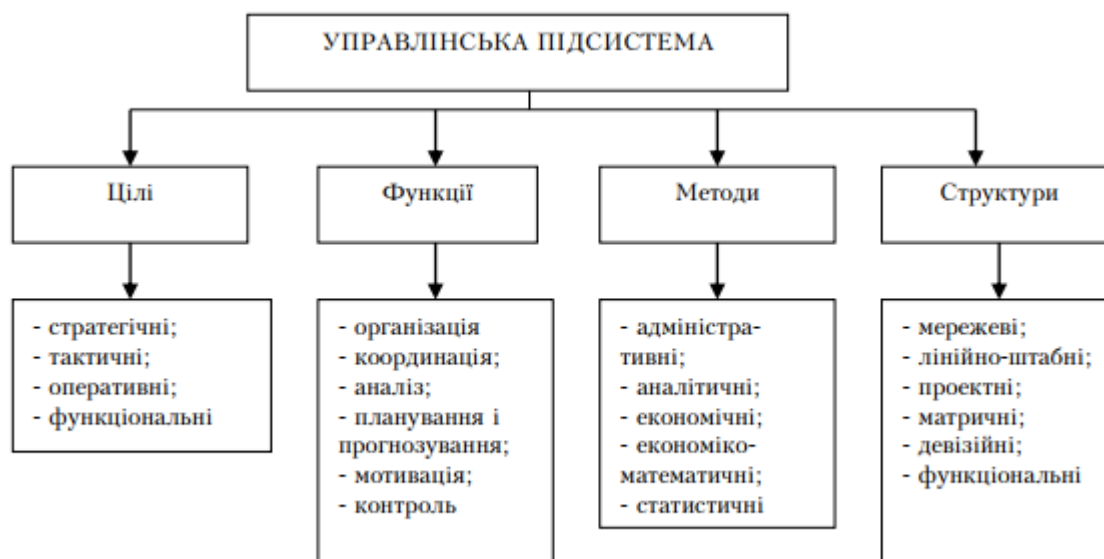 УПРАВЛІНСЬКА ПІДСИСТЕМА
Цілі
Функції
Методи
Структури
- стратегічні;
- тактичні;
- оперативні;
- функціональні
- організація
- координація;
- аналіз;
- планування і
прогнозування;
- мотивація;
- контроль
- адміністра-
тивні;
- аналітичні;
- економічні;
- економіко-
математичні;
- статистичні
- мережеві;
- лінійно-штабні;
- проектні;
- матричні;
- девізійні;
- функціональні